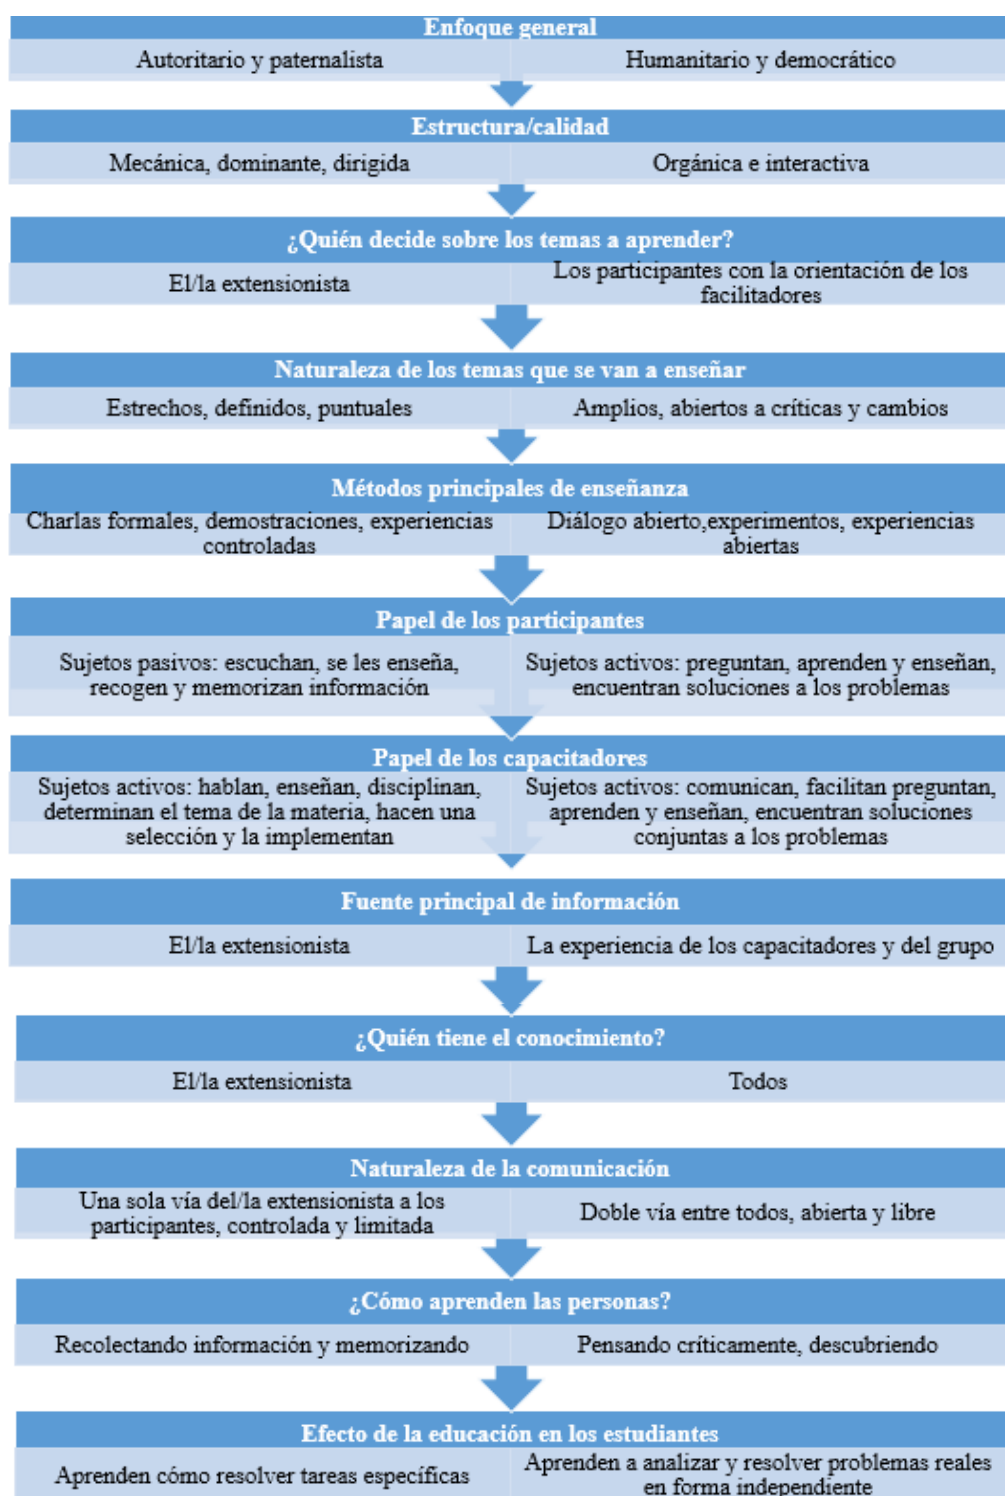 Enfoque general
Autoritario y paternalista
Humanitario y democrático
Estructura/calidad
Mecánica, dominante, dirigida
Orgánica e interactiva
¿Quién decide sobre los temas a aprender?
El/la extensionista
Los participantes con la orientación de los
facilitadores
Naturaleza de los temas que se van a enseñar
Estrechos, definidos, puntuales
Amplios, abiertos a críticas y cambios
Métodos principales de enseñanza
Charlas formales, demostraciones, experiencias
controladas
Diálogo abierto,experimentos, experiencias
abiertas
Papel de los participantes
Sujetos pasivos: escuchan, se les enseña,
recogen y memorizan información
Sujetos activos: preguntan, aprenden y enseñan,
encuentran soluciones a los problemas
Papel de los capacitadores
Sujetos activos: hablan, enseñan, disciplinan,
determinan el tema de la materia, hacen una
selección y la implementan
Sujetos activos: comunican, facilitan preguntan,
aprenden y enseñan, encuentran soluciones
conjuntas a los problemas
Fuente principal de información
El/la extensionista
La experiencia de los capacitadores y del grupo
¿Quién tiene el conocimiento?
El/la extensionista
Todos
Naturaleza de la comunicación
Una sola vía del/la extensionista a los
participantes, controlada y limitada
Doble vía entre todos, abierta y libre
¿Cómo aprenden las personas?
Recolectando información y memorizando
Pensando críticamente, descubriendo
Efecto de la educación en los estudiantes
Aprenden cómo resolver tareas específicas
Aprenden a analizar y resolver problemas reales
en forma independiente